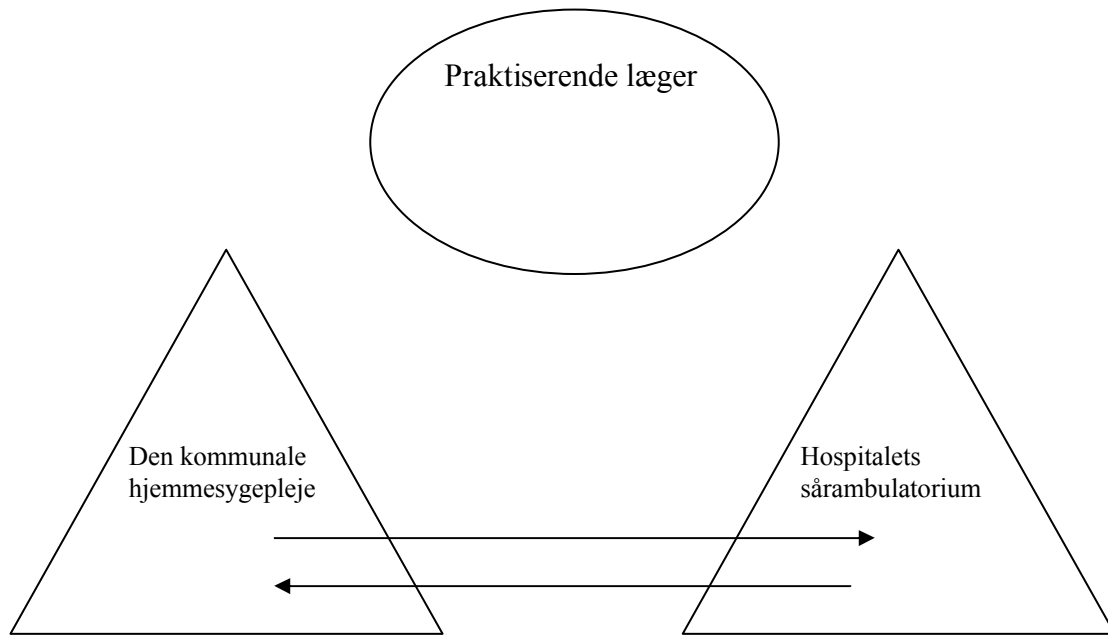 Praktiserende læger
Den kommunale
hjemmesygepleje
Hospitalets
sårambulatorium